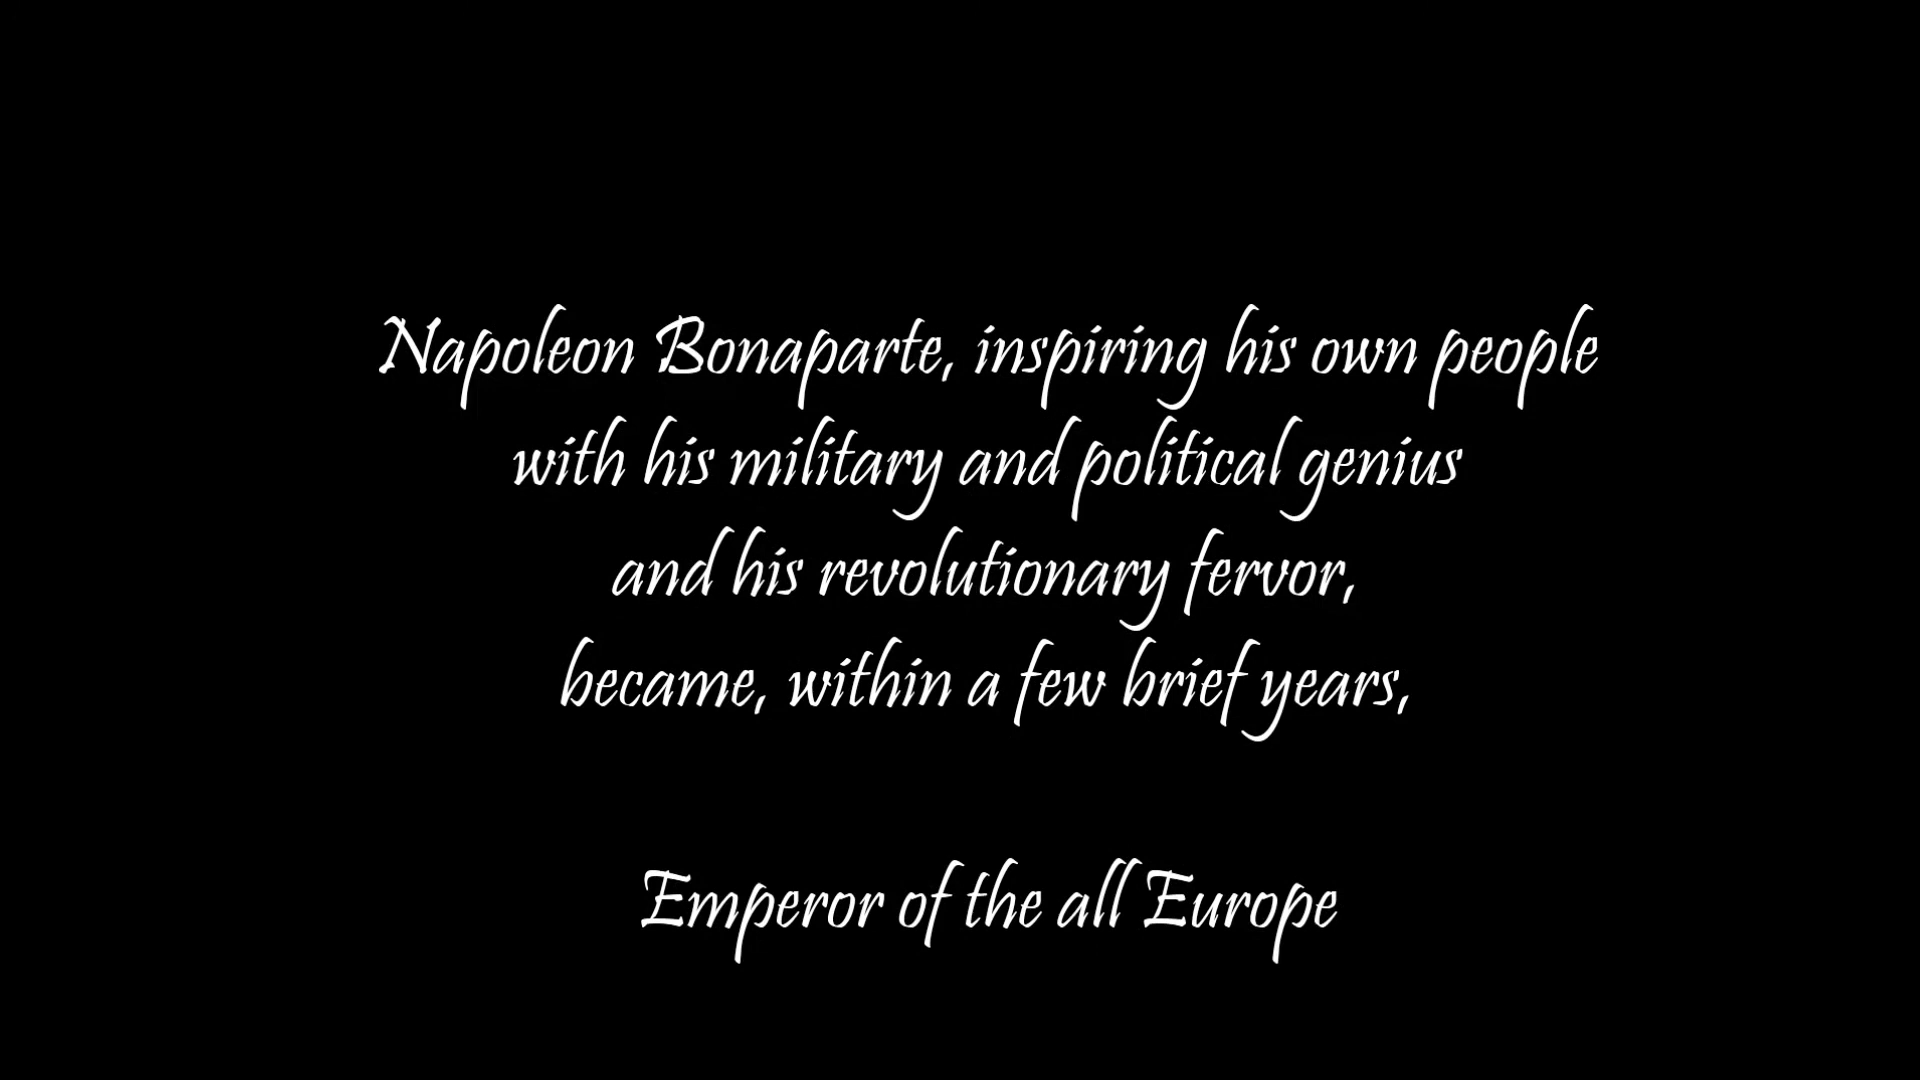 Napoleon Bonaparte, inspiring his own people
with his military and political genius
and his revolutionary fervor,
became, within a few brief years,
Emperor of the all Europe